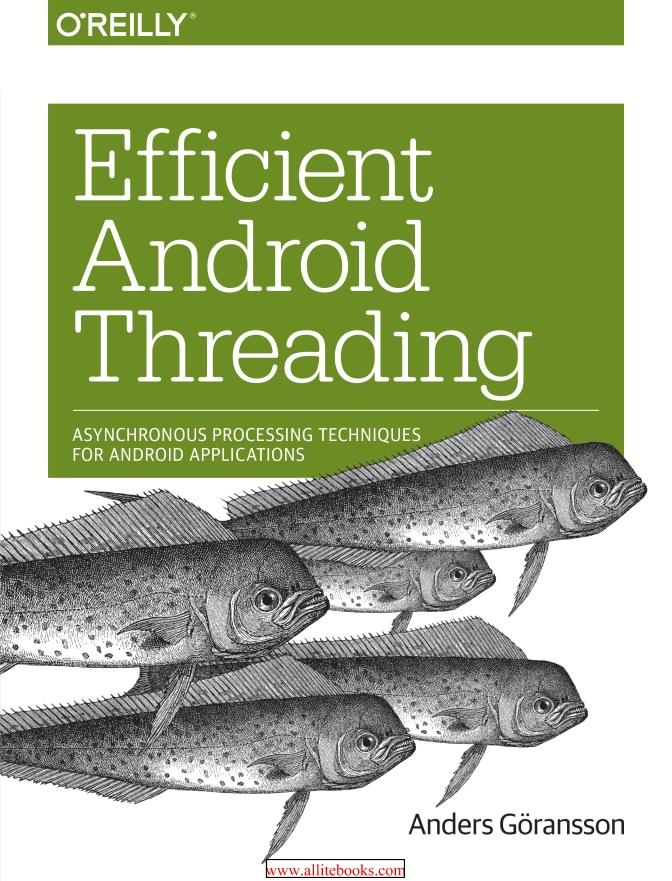 O'REILLY®
Efficient
Android
Threading
ASYNCHRONOUS PROCESSING TECHNIQUES
FOR ANDROID APPLICATIONS
Anders Göransson
www.allitebooks.com